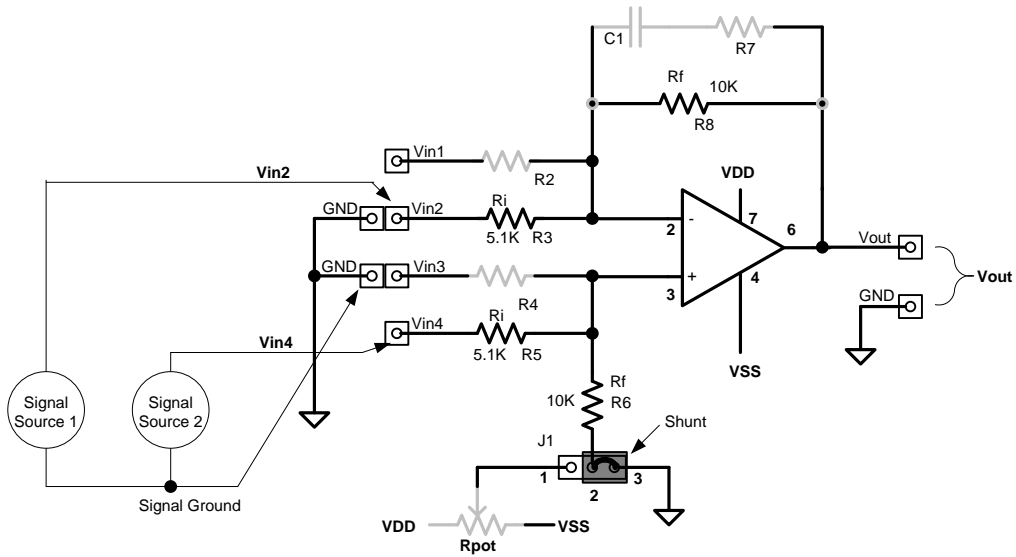 C1
R7
Rf 10K
R8
Vin1
R2
Vin2
VDD
GND Vin2 Ri
5.1K R3
2 - 7 6
Vout
GND Vin3
3 + 4
R4
GND
Vout
Vin4 Vin4 Ri
5.1K R5
VSS
Signal
Source 1
Signal
Source 2
Rf
10K R6
J1
Shunt
1 2 3
Signal Ground
VDD VSS
Rpot